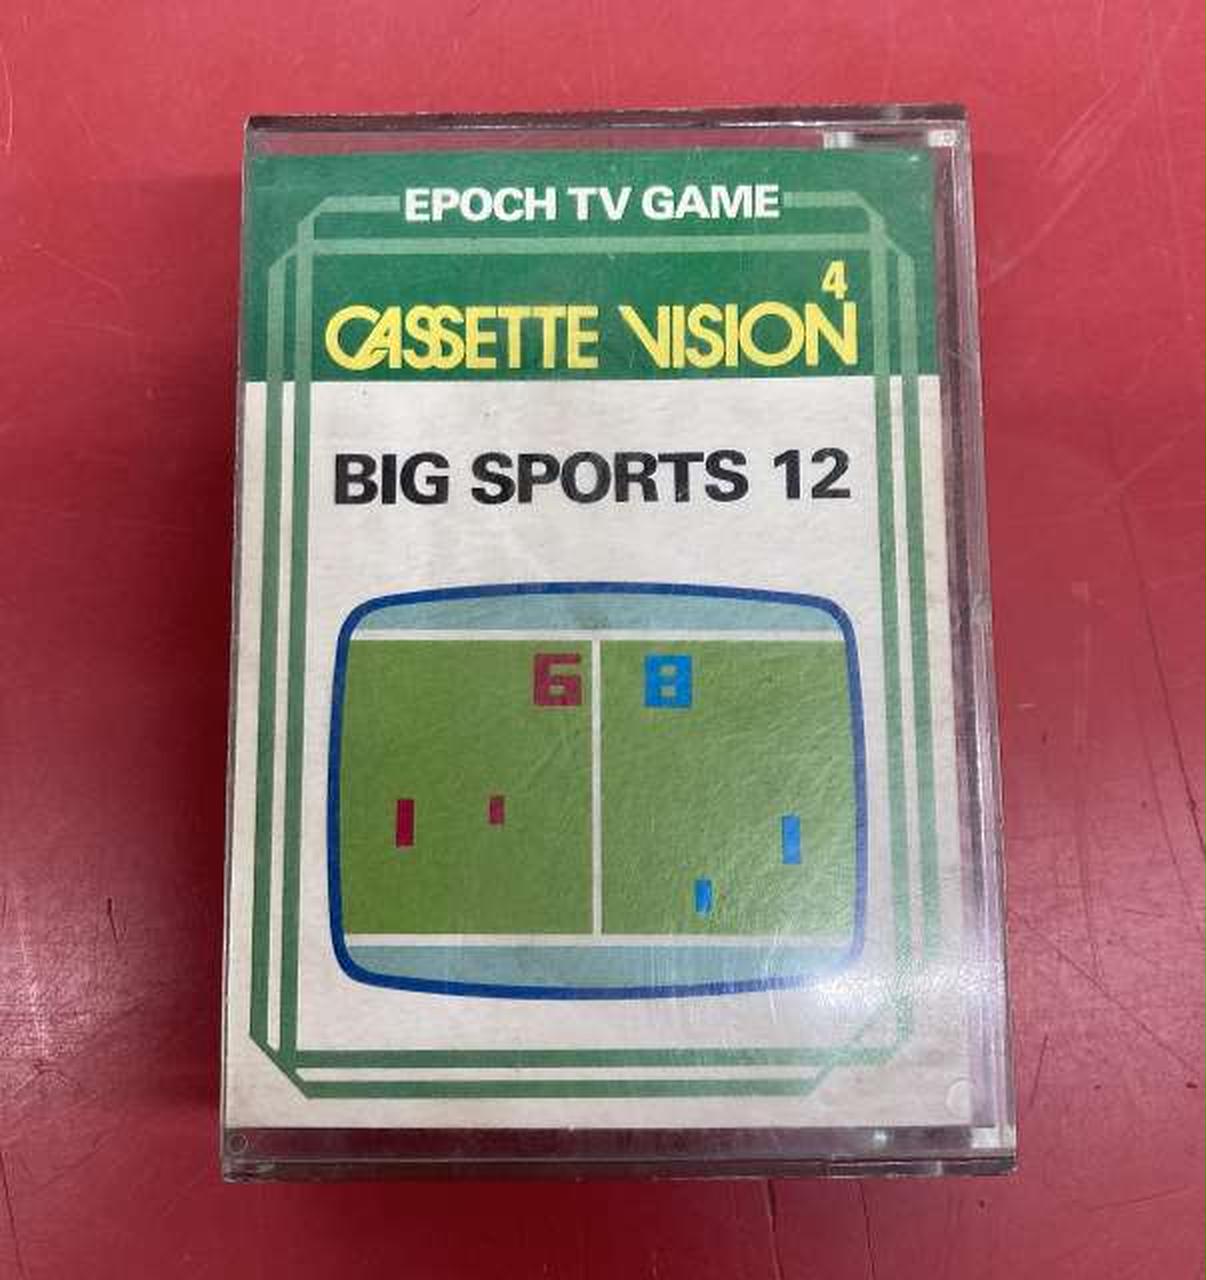 EPOCH TV GAME
4
CASSETTE VISION
BIG SPORTS 12
6 8